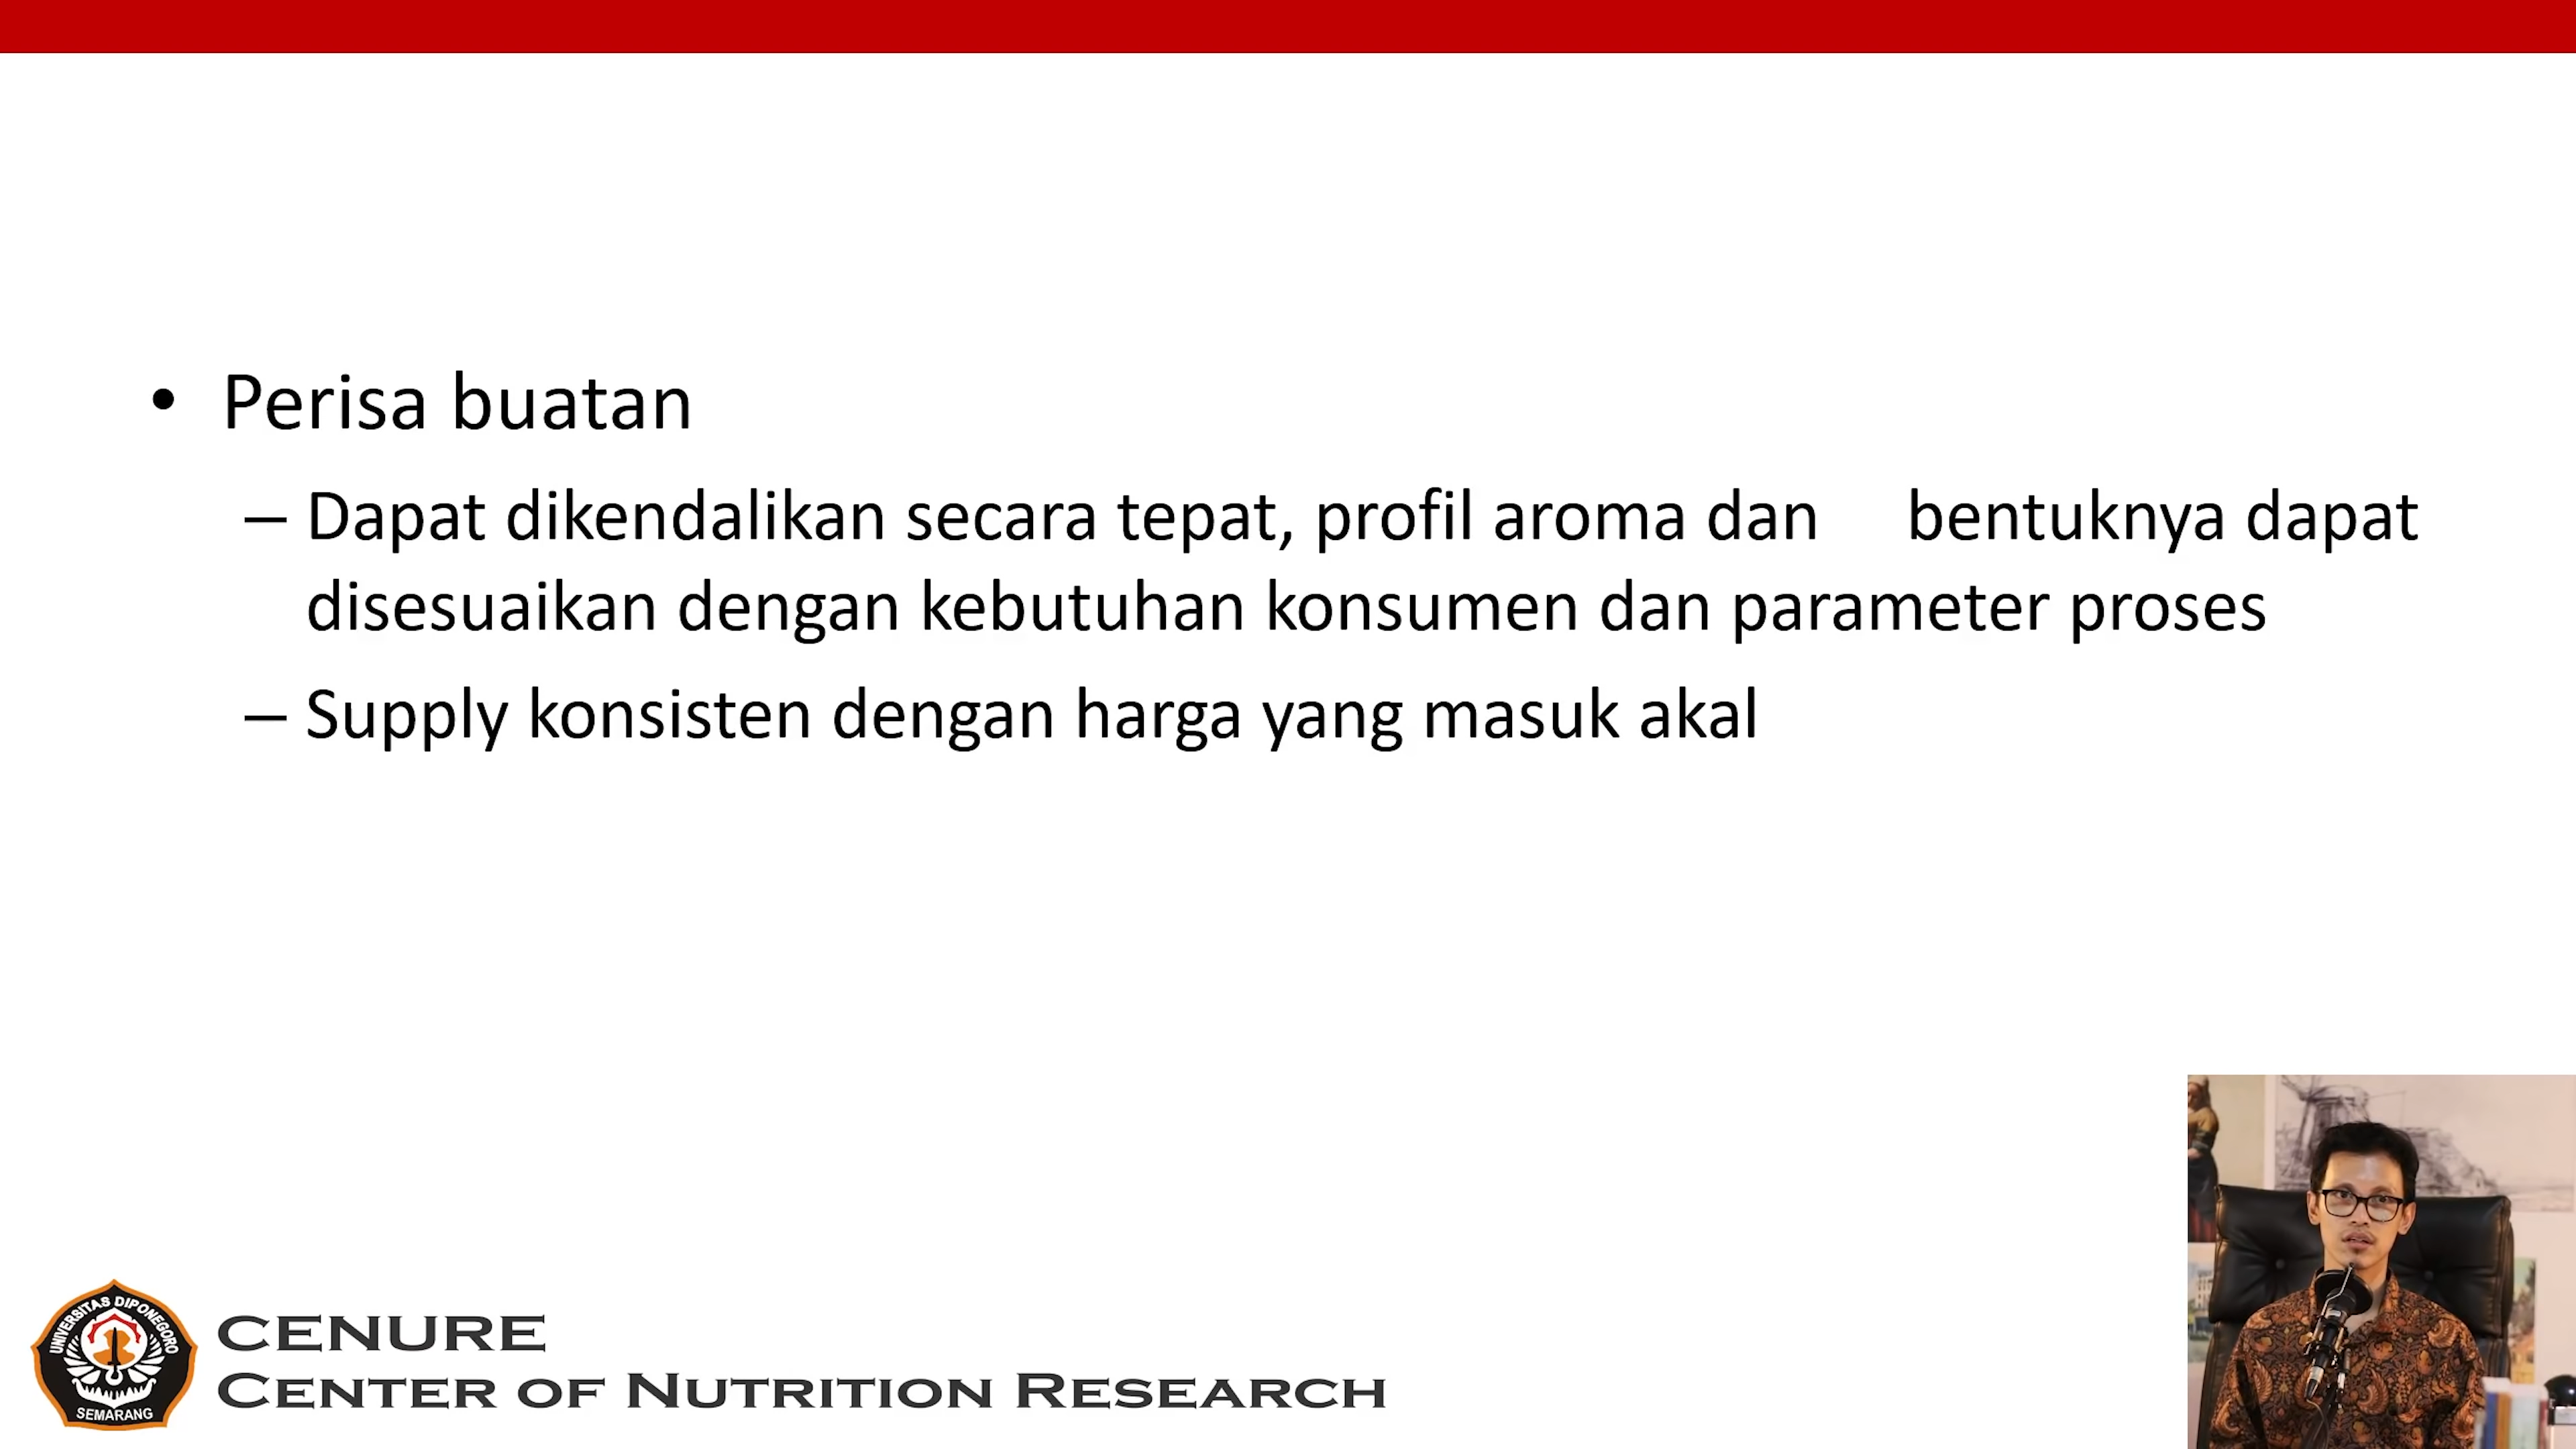 • Perisa buatan
– Dapat dikendalikan secara tepat, profil aroma dan bentuknya dapat
disesuaikan dengan kebutuhan konsumen dan parameter proses
– Supply konsisten dengan harga yang masuk akal
UNIVERSITAS DIPONEGORO
SEMARANG
CENURE
CENTER OF NUTRITION RESEARCH